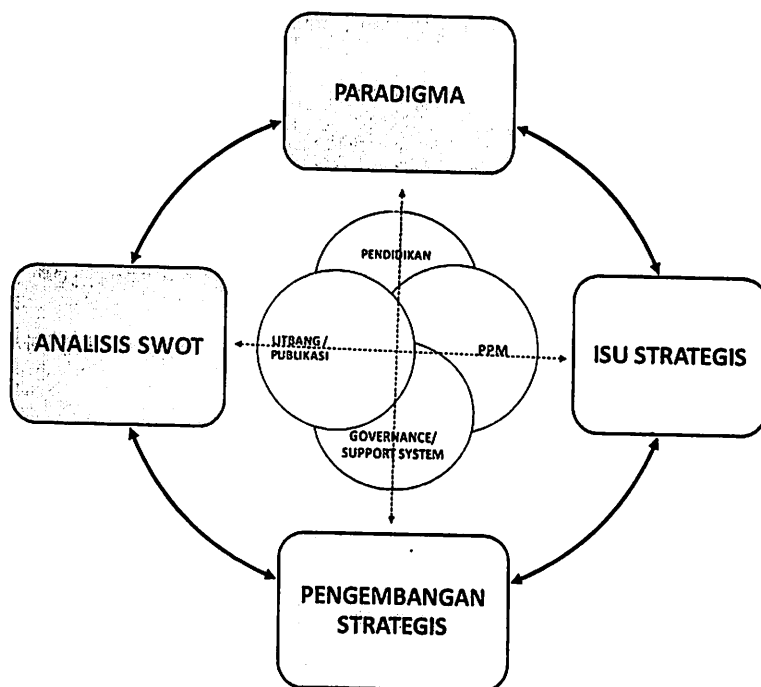 PARADIGMA
PENDIDIKAN
ANALISIS SWOT
LITBANG/
PUBLIKASI
PPM
ISU STRATEGIS
GOVERNANCE/
SUPPORT SYSTEM
PENGEMBANGAN
STRATEGIS